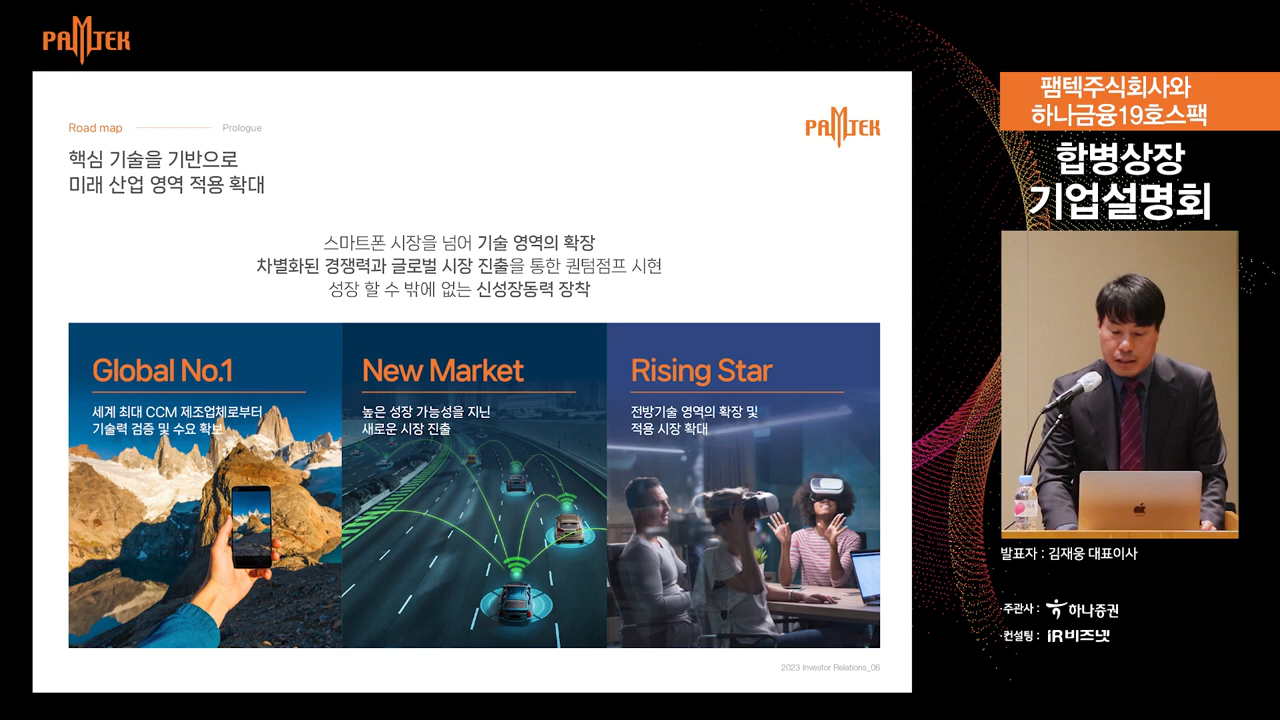 PAMTEK
Road map
Prologue
PAMTEK
핵심 기술을 기반으로
미래 산업 영역 적용 확대
스마트폰 시장을 넘어 기술 영역의 확장
차별화된 경쟁력과 글로벌 시장 진출을 통한 퀀텀점프 시현
성장 할 수 밖에 없는 신성장동력 장착
Global No.1
세계 최대 CCM 제조업체로부터
기술력 검증 및 수요 확보
New Market
높은 성장 가능성을 지닌
새로운 시장 진출
Rising Star
전방기술 영역의 확장 및
적용 시장 확대
2023 Investor Relations_06
팸텍주식회사와
하나금융19호스팩
합병상장
기업설명회
발표자 : 김재웅 대표이사
주관사 : 하나증권
컨설팅 : IR비즈넷